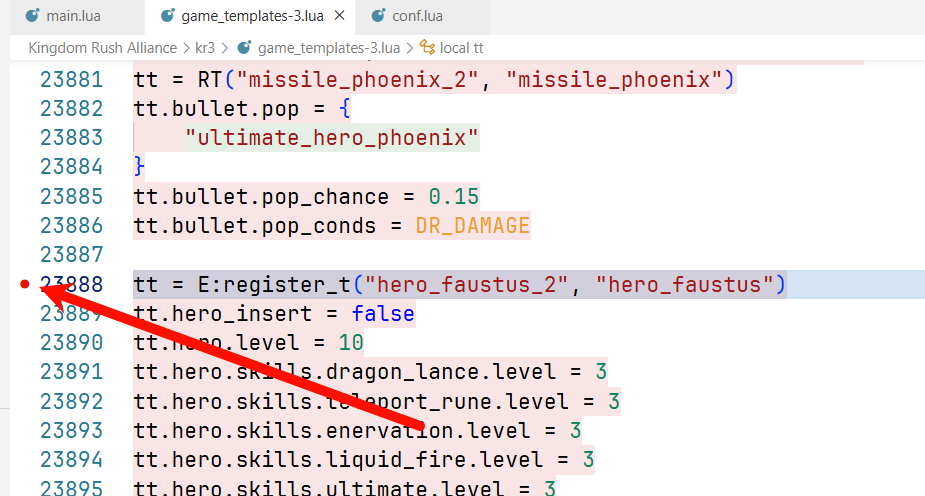 main.lua
game_templates-3.lua
conf.lua
Kingdom Rush Alliance > kr3 > game_templates-3.lua > local tt
23881 tt = RT("missile_phoenix_2", "missile_phoenix")
23882 tt.bullet.pop = {
23883 "ultimate_hero_phoenix"
23884 }
23885 tt.bullet.pop_chance = 0.15
23886 tt.bullet.pop_conds = DR_DAMAGE
23887
23888 tt = E:register_t("hero_faustus_2", "hero_faustus")
23889 tt.hero_insert = false
23890 tt.hero.level = 10
23891 tt.hero.skills.dragon_lance.level = 3
23892 tt.hero.skills.teleport_rune.level = 3
23893 tt.hero.skills.enervation.level = 3
23894 tt.hero.skills.liquid_fire.level = 3
23895 tt.hero.skills.ultimate.level = 3